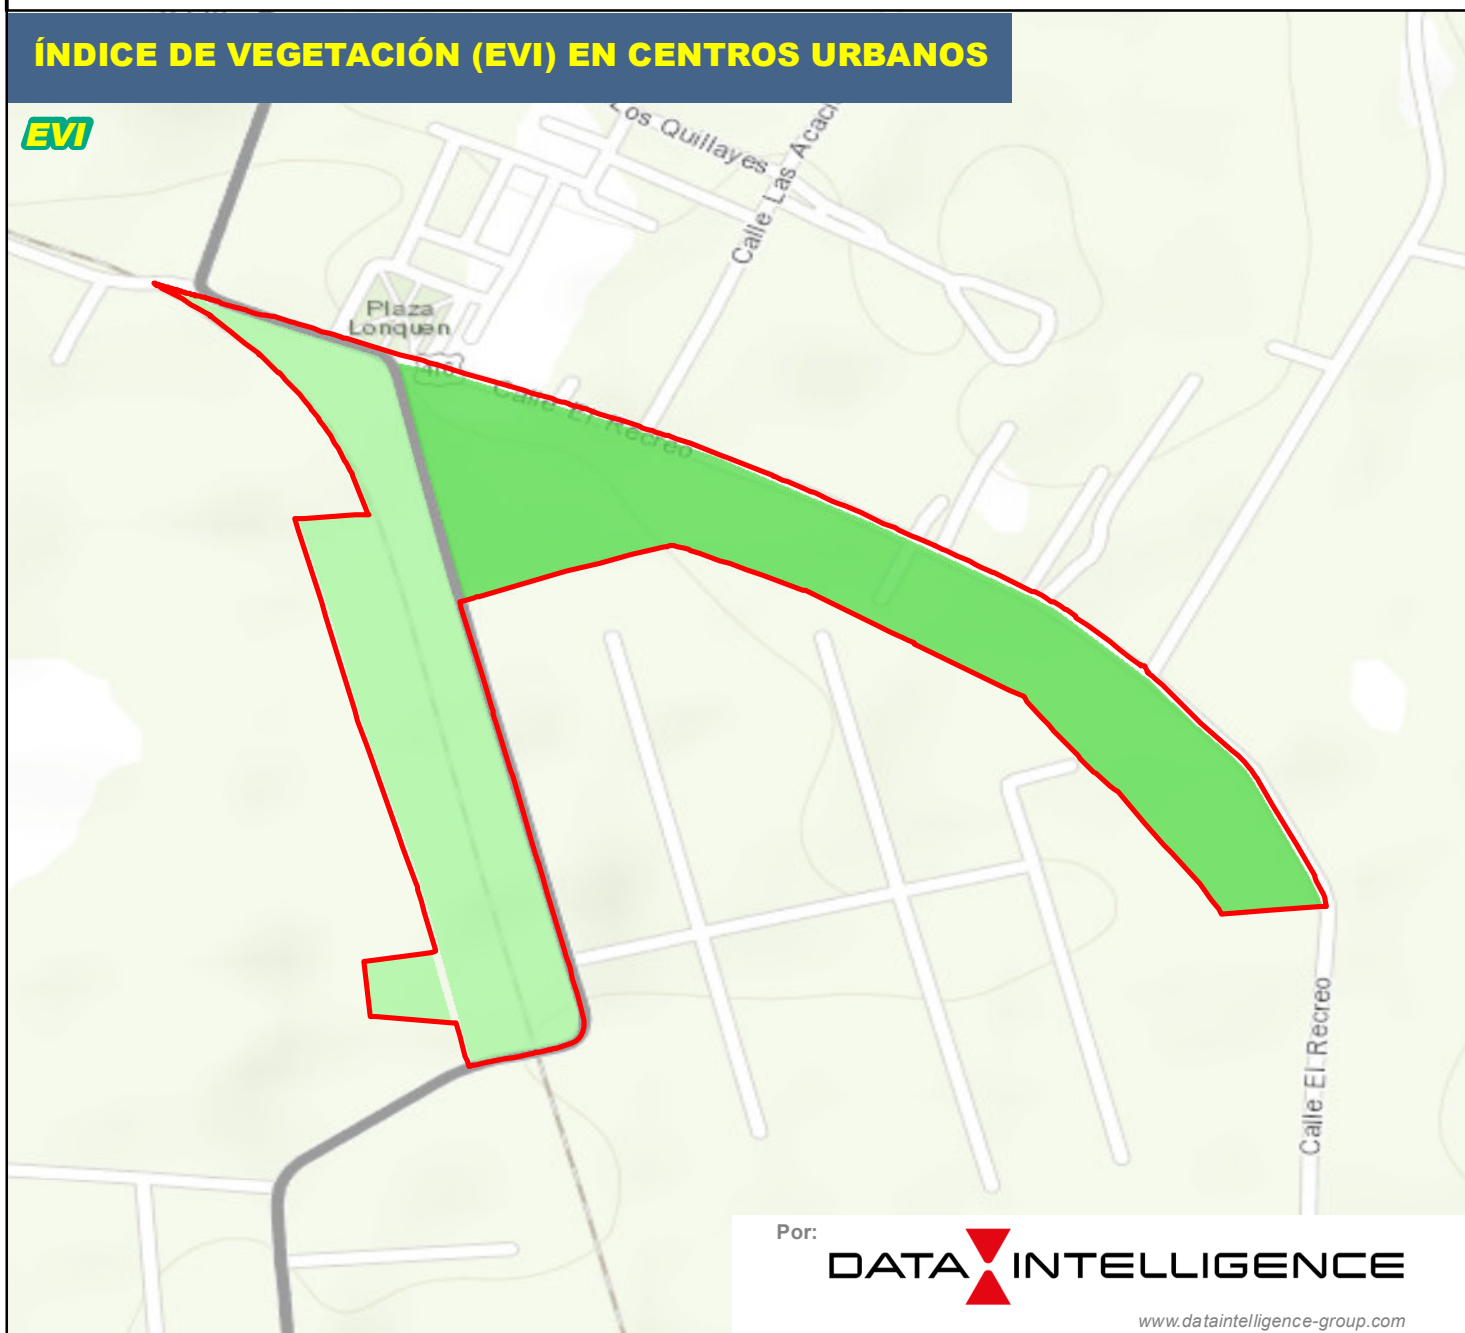 ÍNDICE DE VEGETACIÓN (EVI) EN CENTROS URBANOS
EVI
Los Quillayes
Calle Las Acaci
Plaza
Lonquen
Calle El Recreo
Calle El Recreo
Por:
DATA INTELLIGENCE
www.dataintelligence-group.com